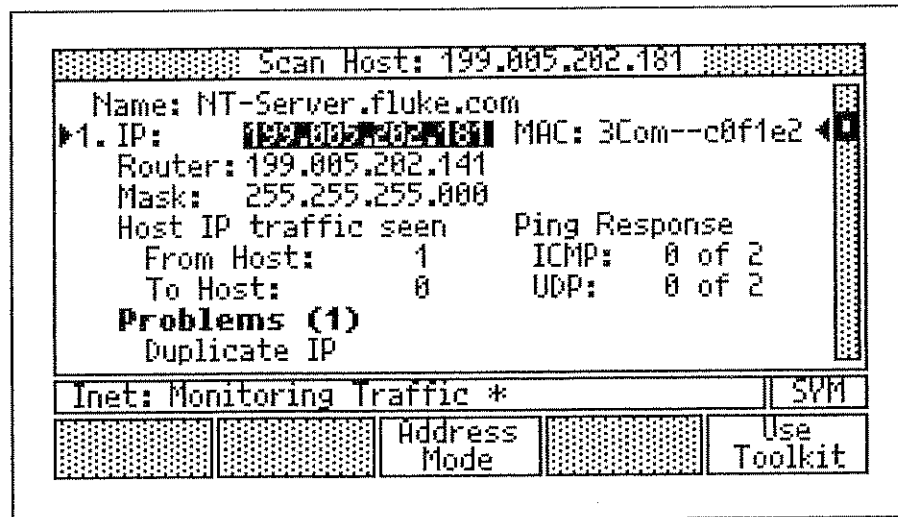 Scan Host: 199.005.202.181
Name: NT-Server.fluke.com
1. IP: 199.005.202.181 MAC: 3Com--c0f1e2
Router: 199.005.202.141
Mask: 255.255.255.000
Host IP traffic seen Ping Response
From Host: 1 ICMP: 0 of 2
To Host: 0 UDP: 0 of 2
Problems (1)
Duplicate IP
Inet: Monitoring Traffic * SYM
Address Mode
Use Toolkit